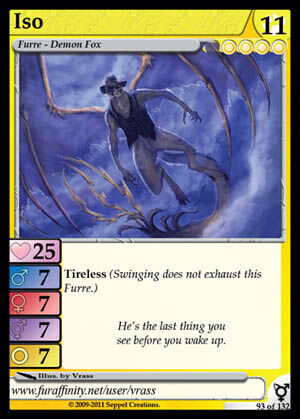 Iso
11
Furre - Demon Fox
25
7
Tireless (Swinging does not exhaust this
7
Furre.)
7
He's the last thing you
see before you wake up.
7
Illus. by Vrass
www.furaffinity.net/user/vrass
© 2009-2011 Seppel Creations.
93 of 132